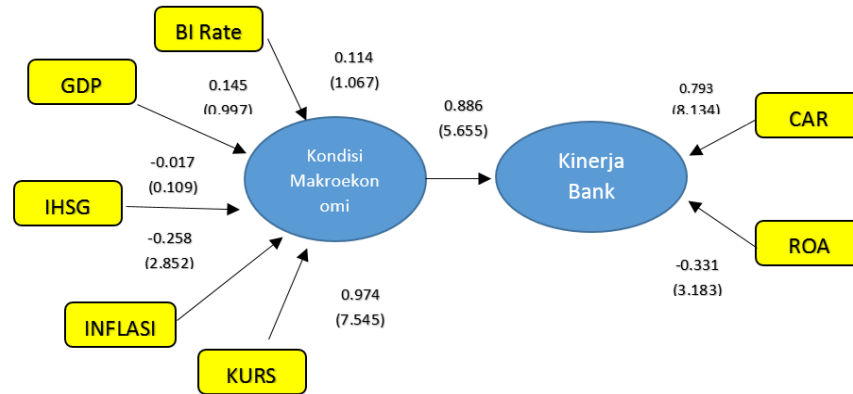 BI Rate
0.114
(1.067)
GDP
0.145
(0.997)
0.886
(5.655)
0.793
(8.134)
CAR
Kondisi
Makroekon
omi
Kinerja
Bank
-0.017
(0.109)
IHSG
-0.258
(2.852)
ROA
-0.331
(3.183)
0.974
(7.545)
INFLASI
KURS